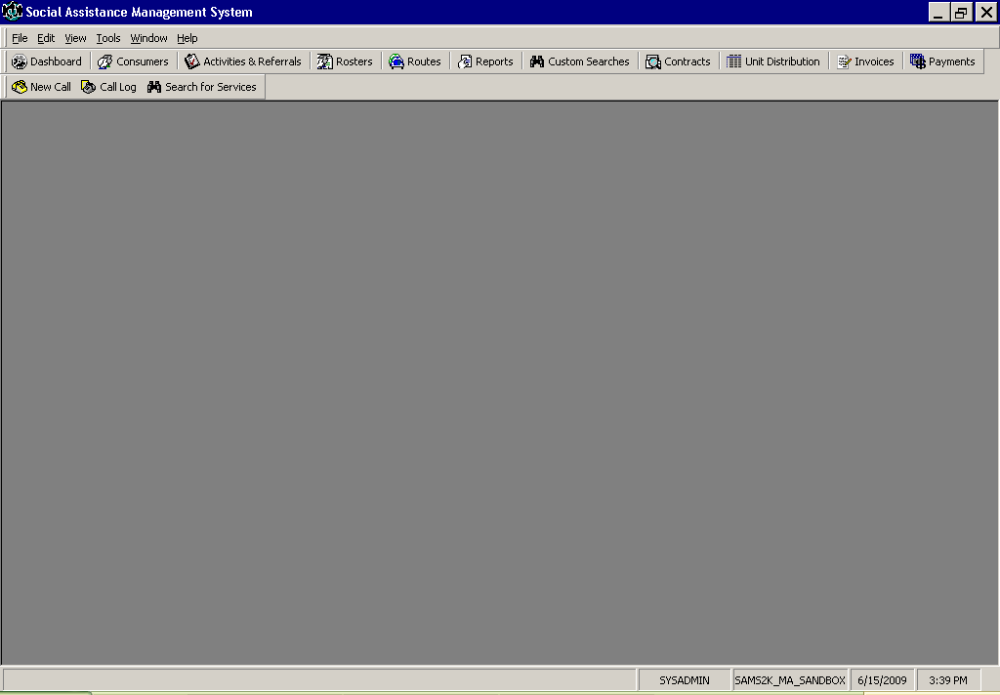 Social Assistance Management System
File Edit View Tools Window Help
Dashboard Consumers Activities & Referrals Rosters Routes Reports Custom Searches Contracts Unit Distribution Invoices Payments
New Call Call Log Search for Services
SYSADMIN SAMS2K_MA_SANDBOX 6/15/2009 3:39 PM